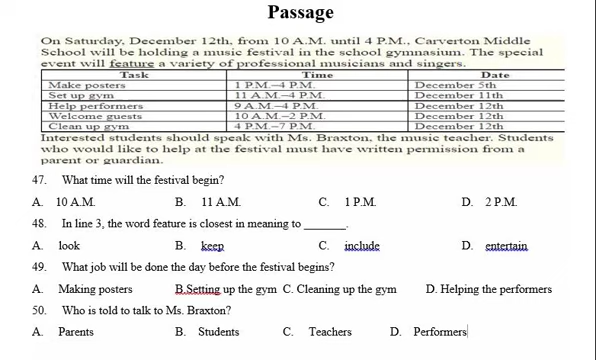 Passage
On Saturday, December 12th, from 10 A.M. until 4 P.M., Carverton Middle
School will be holding a music festival in the school gymnasium. The special
event will feature a variety of professional musicians and singers.
Task Time Date
Make posters 1 P.M.—4 P.M. December 5th
Set up gym 11 A.M.—4 P.M. December 11th
Help performers 9 A.M.—4 P.M. December 12th
Welcome guests 10 A.M.—2 P.M. December 12th
Clean up gym 4 P.M.—7 P.M. December 12th
Interested students should speak with Ms. Braxton, the music teacher. Students
who would like to help at the festival must have written permission from a
parent or guardian.
47. What time will the festival begin?
A. 10 A.M. B. 11 A.M. C. 1 P.M. D. 2 P.M.
48. In line 3, the word feature is closest in meaning to ______.
A. look B. keep C. include D. entertain
49. What job will be done the day before the festival begins?
A. Making posters B.Setting up the gym C. Cleaning up the gym D. Helping the performers
50. Who is told to talk to Ms. Braxton?
A. Parents B. Students C. Teachers D. Performers